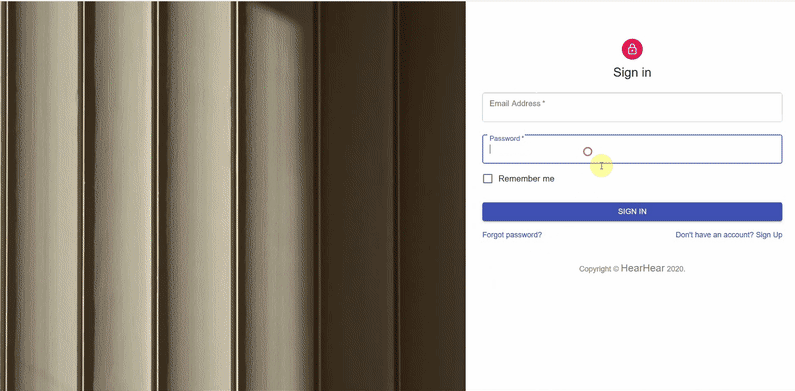 Sign in
Email Address *
Password *
Remember me
SIGN IN
Forgot password? Don't have an account? Sign Up
Copyright © HearHear 2020.